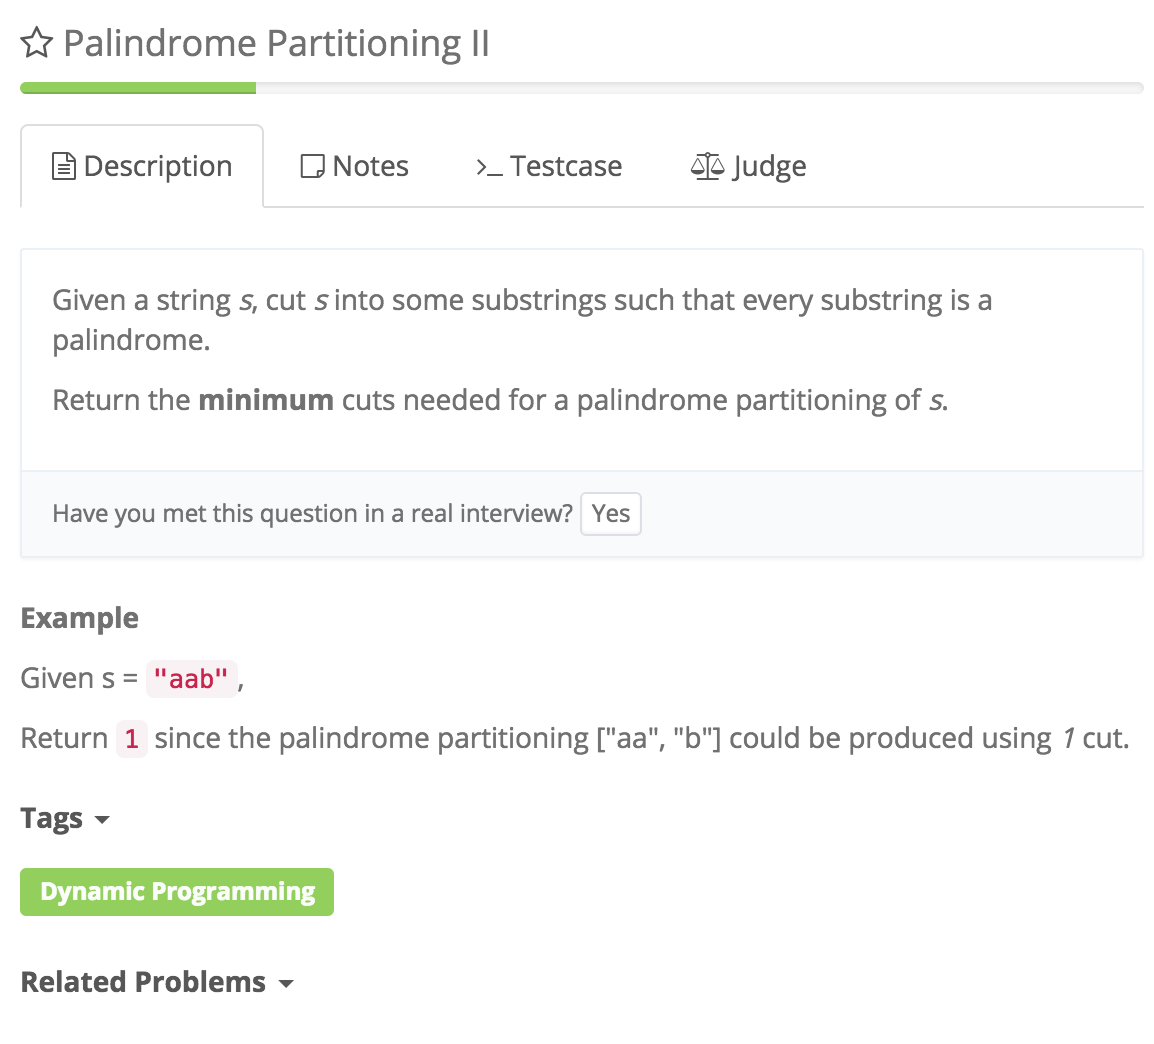 Palindrome Partitioning II
Description
Notes
Testcase
Judge
Given a string s, cut s into some substrings such that every substring is a
palindrome.
Return the minimum cuts needed for a palindrome partitioning of s.
Have you met this question in a real interview? Yes
Example
Given s = "aab",
Return 1 since the palindrome partitioning ["aa", "b"] could be produced using 1 cut.
Tags
Dynamic Programming
Related Problems